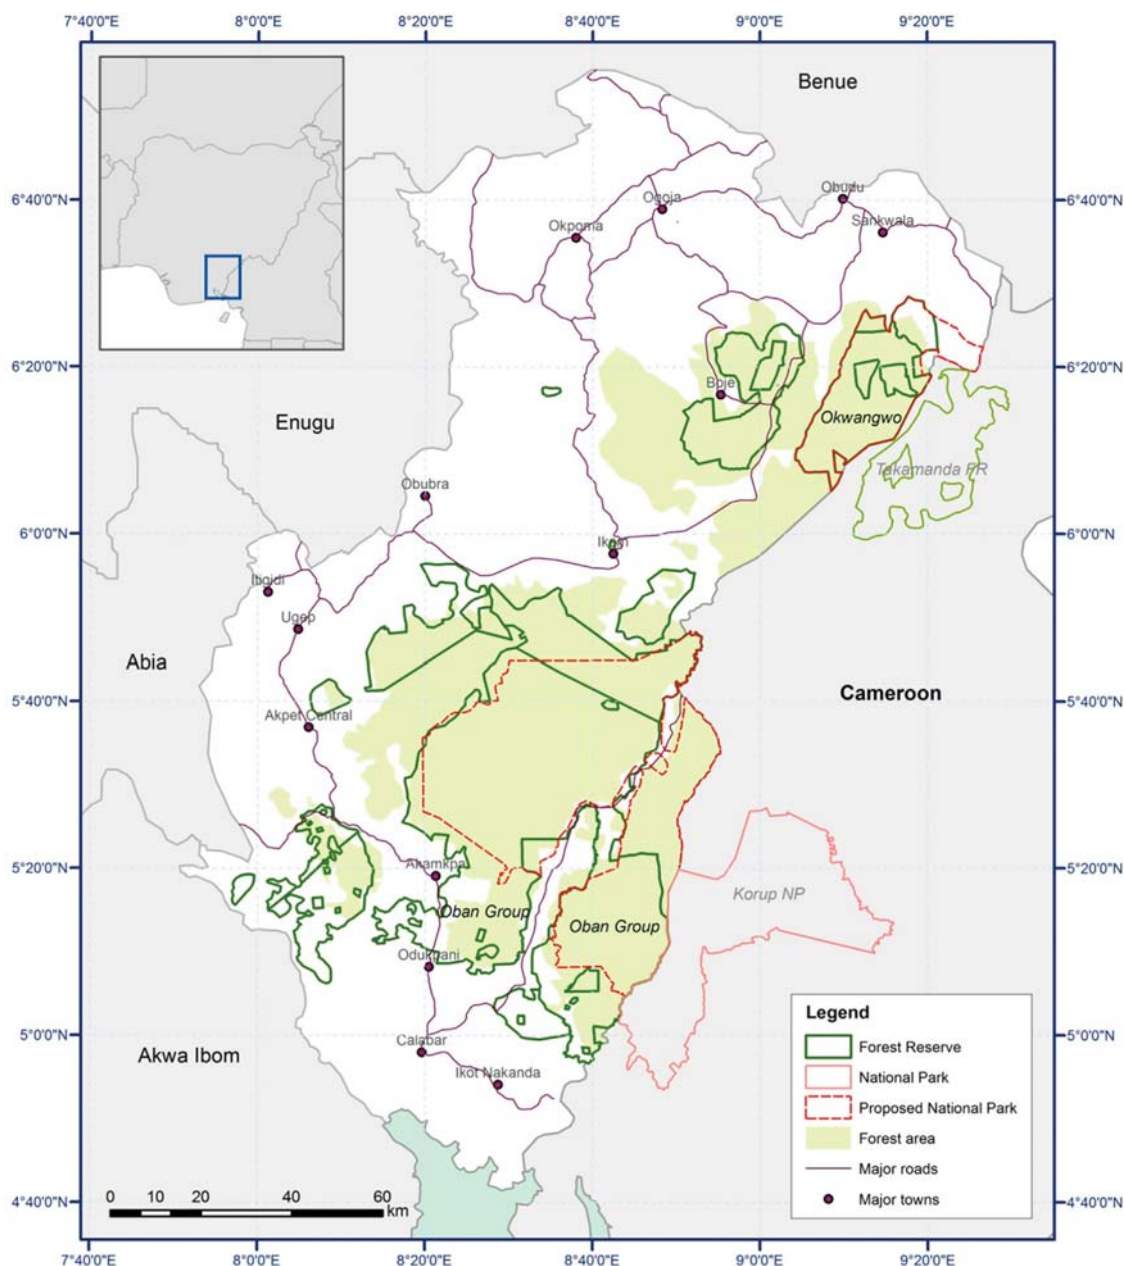 7°40'0"E 8°0'0"E 8°20'0"E 8°40'0"E 9°0'0"E 9°20'0"E
Benue
6°40'0"N 6°40'0"N
Obudu
Ogoja
Sankwala
Okpoma
6°20'0"N 6°20'0"N
Boje
Okwangwo
Enugu
Takamanda FR
Obubra
6°0'0"N 6°0'0"N
Ikom
Itigidi
Ugep
Abia
Cameroon
5°40'0"N 5°40'0"N
Akpet Central
5°20'0"N 5°20'0"N
Akamkpa
Korup NP
Oban Group
Oban Group
Odukpani
5°0'0"N 5°0'0"N
Calabar
Akwa Ibom
Ikot Nakanda
Legend
Forest Reserve
National Park
Proposed National Park
Forest area
Major roads
Major towns
4°40'0"N 4°40'0"N
0 10 20 40 60
km
7°40'0"E 8°0'0"E 8°20'0"E 8°40'0"E 9°0'0"E 9°20'0"E